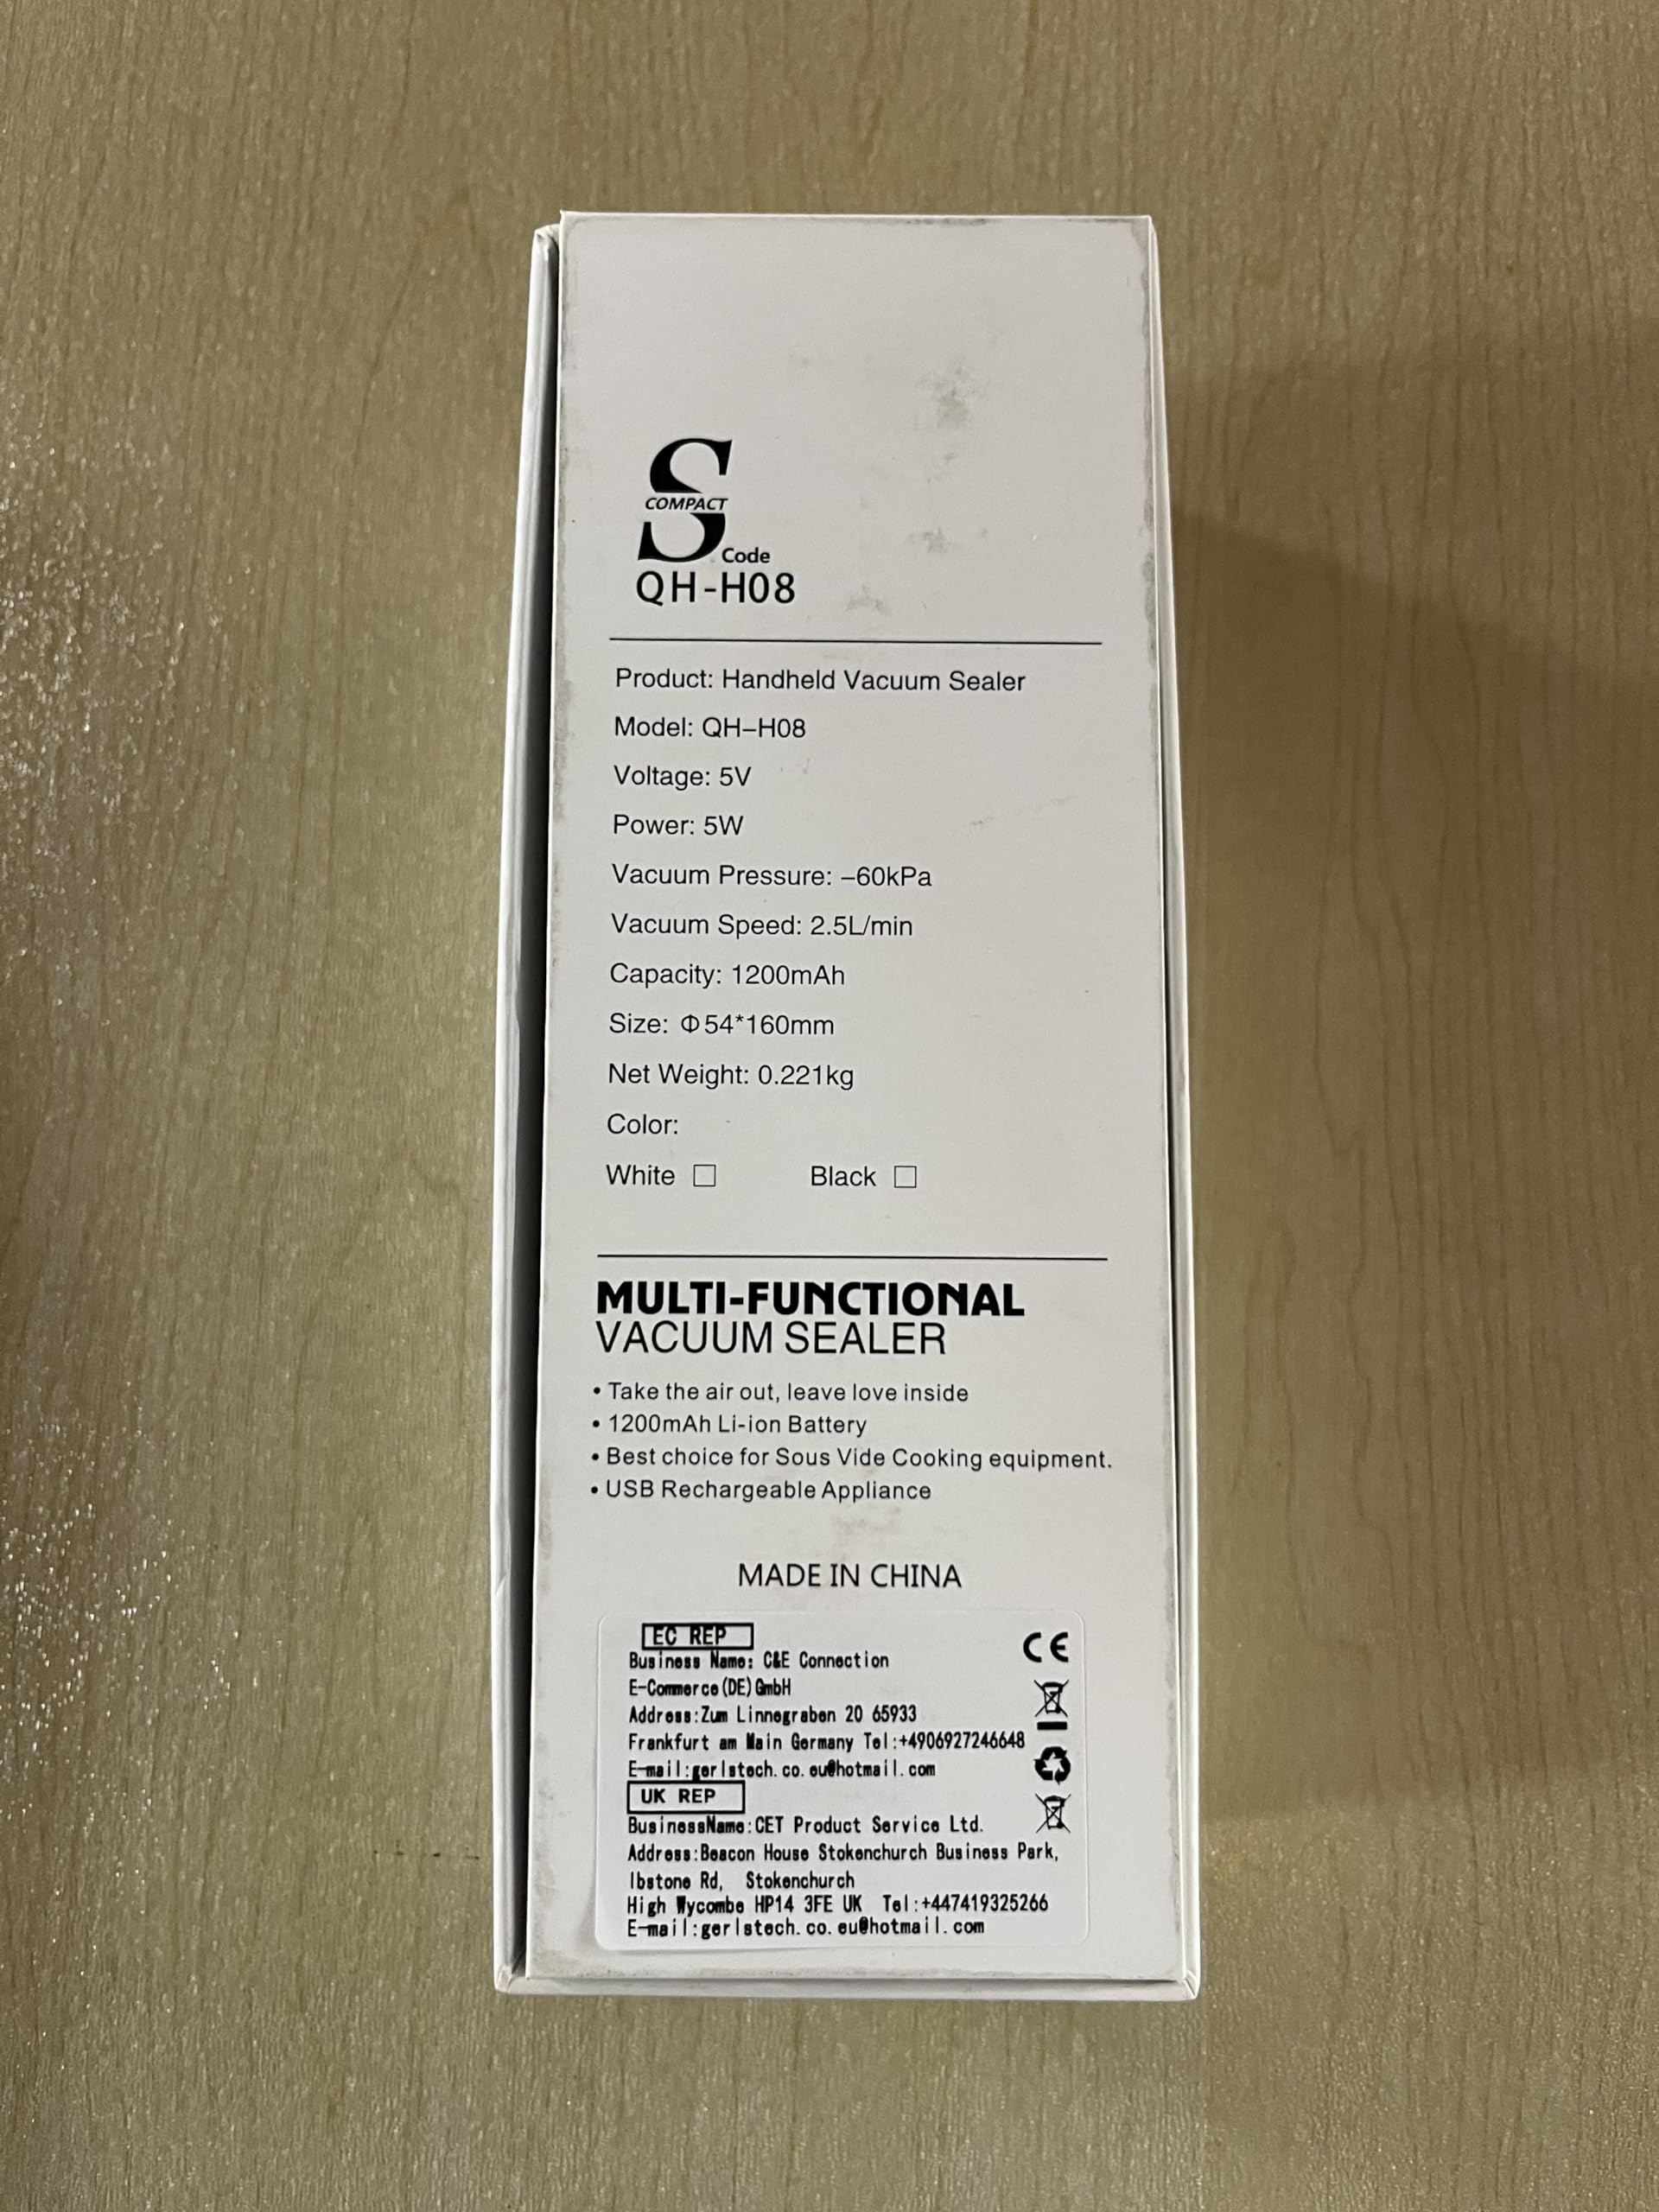 S
COMPACT
Code
QH-H08
Product: Handheld Vacuum Sealer
Model: QH–H08
Voltage: 5V
Power: 5W
Vacuum Pressure: –60kPa
Vacuum Speed: 2.5L/min
Capacity: 1200mAh
Size: Φ54*160mm
Net Weight: 0.221kg
Color:
White □ Black □
MULTI-FUNCTIONAL
VACUUM SEALER
• Take the air out, leave love inside
• 1200mAh Li-ion Battery
• Best choice for Sous Vide Cooking equipment.
• USB Rechargeable Appliance
MADE IN CHINA
EC REP
CE
Business Name: C&E Connection
E-Commerce(DE)GmbH
Address:Zum Linnegraben 20 65933
Frankfurt am Main Germany Tel:+4906927246648
E-mail:gerlstech.co.eu@hotmail.com
UK REP
BusinessName:CET Product Service Ltd.
Address:Beacon House Stokenchurch Business Park,
Ibstone Rd, Stokenchurch
High Wycombe HP14 3FE UK Tel:+447419325266
E-mail:gerlstech.co.eu@hotmail.com